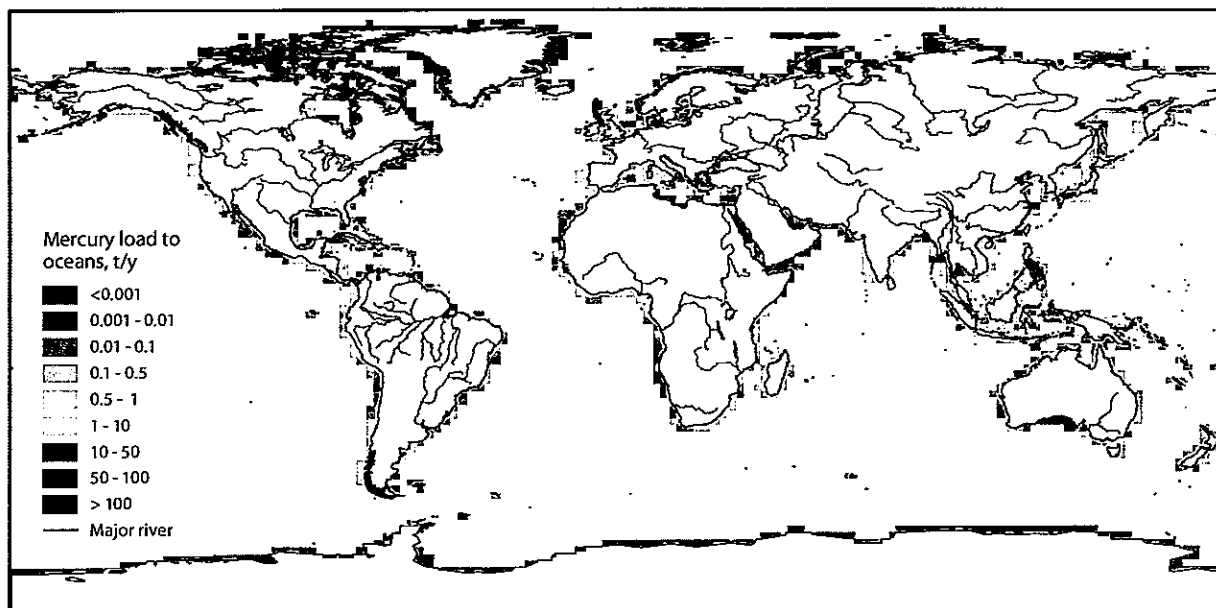 Mercury load to
oceans, t/y
<0.001
0.001 - 0.01
0.01 - 0.1
0.1 - 0.5
0.5 - 1
1 - 10
10 - 50
50 - 100
> 100
Major river